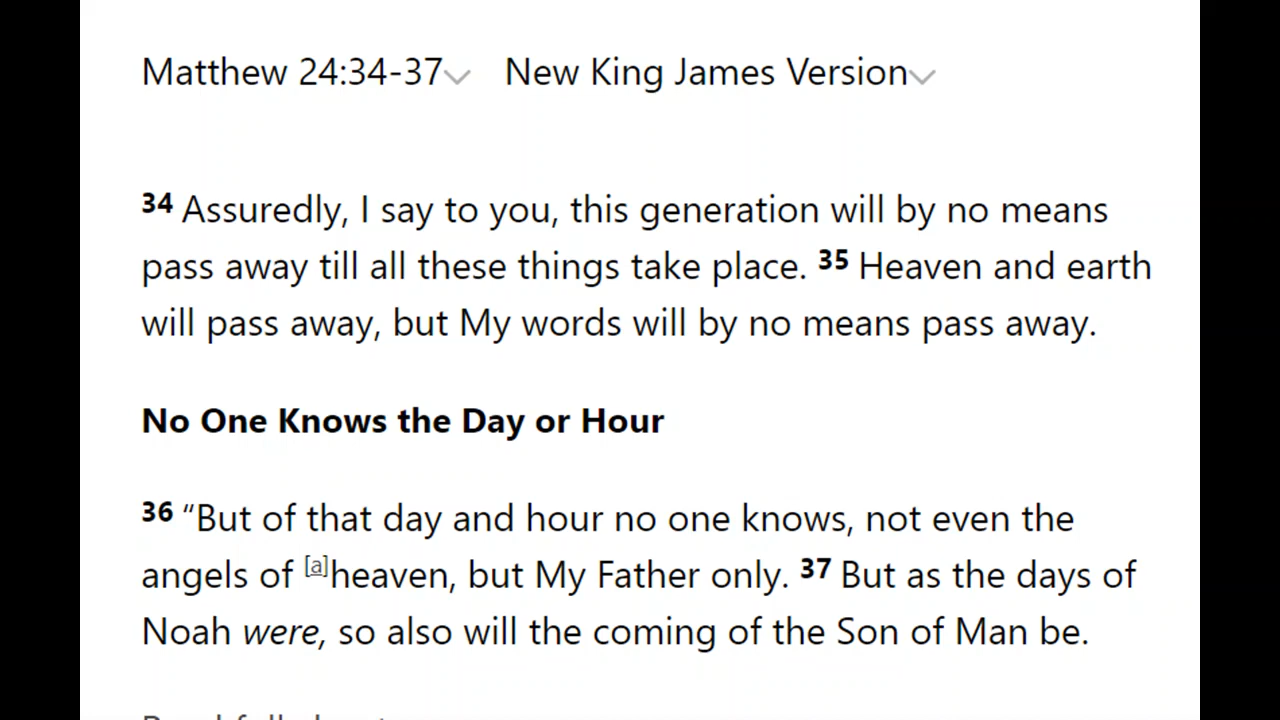 Matthew 24:34-37 New King James Version
34 Assuredly, I say to you, this generation will by no means
pass away till all these things take place. 35 Heaven and earth
will pass away, but My words will by no means pass away.
No One Knows the Day or Hour
36 “But of that day and hour no one knows, not even the
angels of [a]heaven, but My Father only. 37 But as the days of
Noah were, so also will the coming of the Son of Man be.